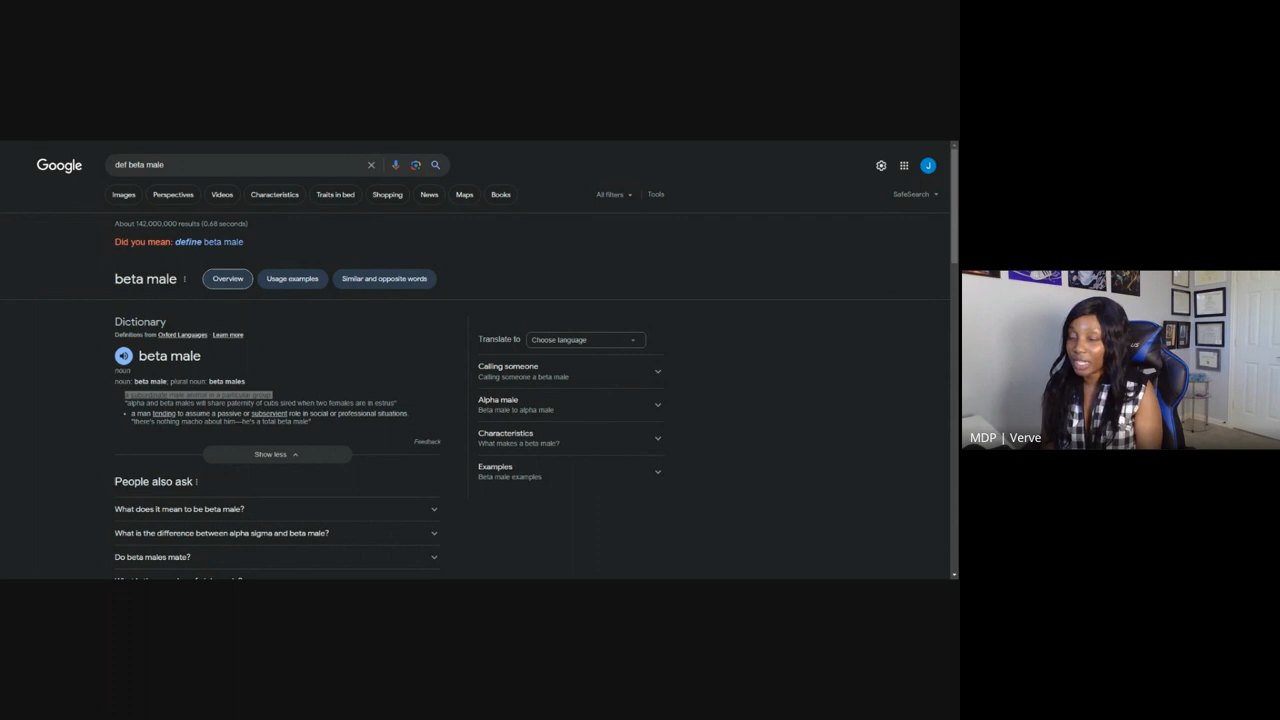 Google
def beta male
J
Images
Perspectives
Videos
Characteristics
Traits in bed
Shopping
News
Maps
Books
All filters
Tools
SafeSearch
About 142,000,000 results (0.68 seconds)
Did you mean: define beta male
beta male
Overview
Usage examples
Similar and opposite words
Dictionary
Definitions from Oxford Languages · Learn more
beta male
noun
noun: beta male; plural noun: beta males
a subordinate male animal in a particular group.
"alpha and beta males will share paternity of cubs sired when two females are in estrus"
• a man tending to assume a passive or subservient role in social or professional situations.
"there's nothing macho about him—he's a total beta male"
Feedback
Show less
Translate to
Choose language
Calling someone
Calling someone a beta male
Alpha male
Beta male to alpha male
Characteristics
What makes a beta male?
Examples
Beta male examples
People also ask
What does it mean to be beta male?
What is the difference between alpha sigma and beta male?
Do beta males mate?
MDP | Verve